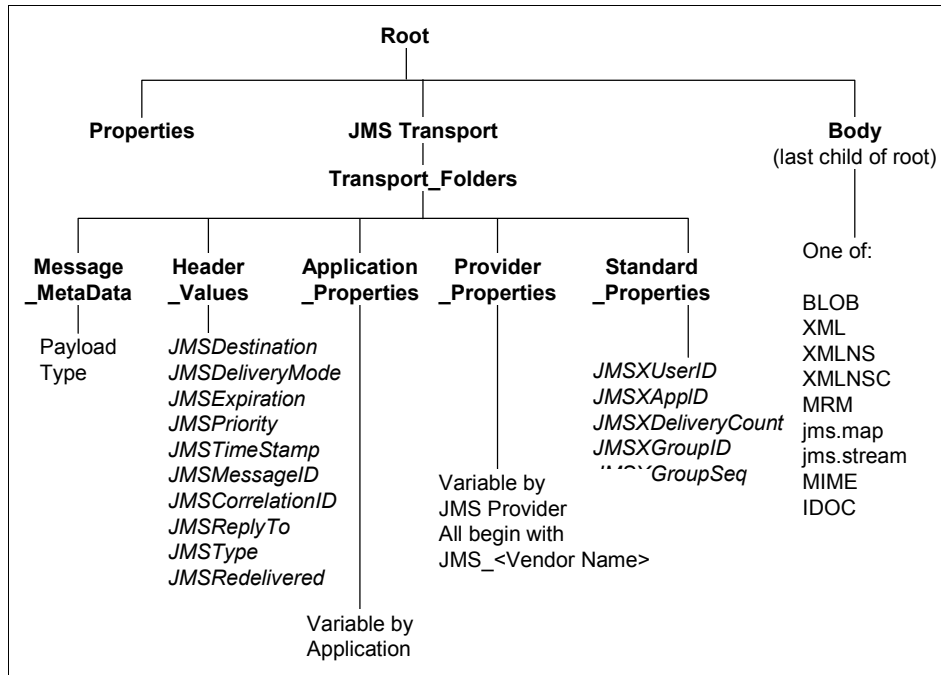 Root
Properties
JMS Transport
Body
(last child of root)
Transport_Folders
Message
_MetaData
Header
_Values
Application
_Properties
Provider
_Properties
Standard
_Properties
Payload
Type
JMSDestination
JMSDeliveryMode
JMSExpiration
JMSPriority
JMSTimeStamp
JMSMessageID
JMSCorrelationID
JMSReplyTo
JMSType
JMSRedelivered
Variable by
Application
Variable by
JMS Provider
All begin with
JMS_<Vendor Name>
JMSXUserID
JMSXAppID
JMSXDeliveryCount
JMSXGroupID
JMSXGroupSeq
One of:
BLOB
XML
XMLNS
XMLNSC
MRM
jms.map
jms.stream
MIME
IDOC